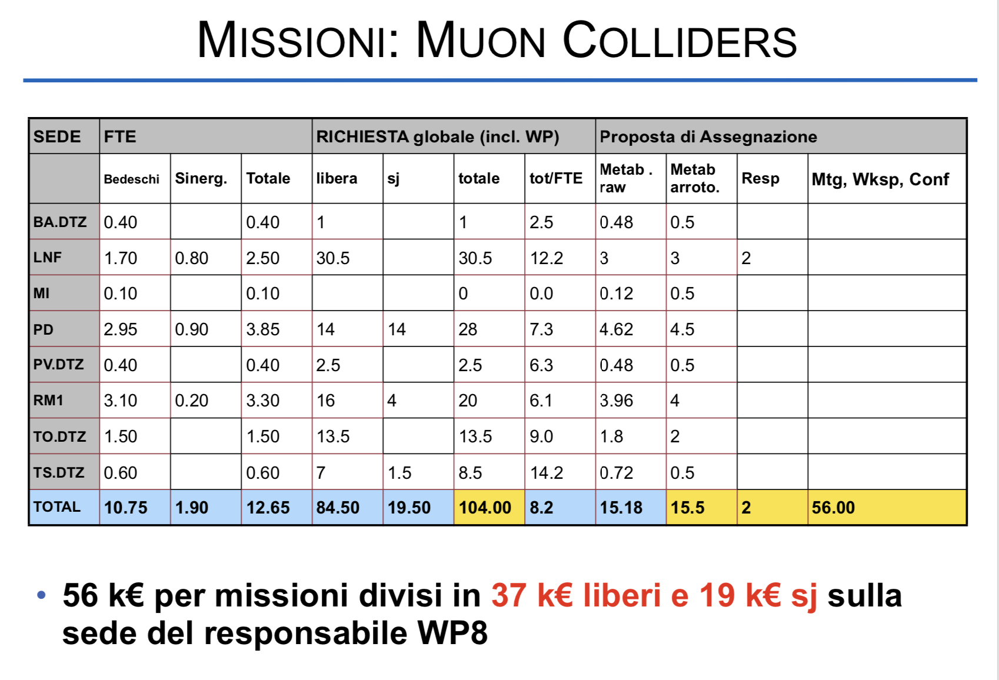 MISSIONI: MUON COLLIDERS
SEDE FTE RICHIESTA globale (incl. WP) Proposta di Assegnazione
Bedeschi Sinerg. Totale libera sj totale tot/FTE Metab . raw Metab arroto. Resp Mtg, Wksp, Conf
BA.DTZ 0.40 0.40 1 1 2.5 0.48 0.5
LNF 1.70 0.80 2.50 30.5 30.5 12.2 3 3 2
MI 0.10 0.10 0 0.0 0.12 0.5
PD 2.95 0.90 3.85 14 14 28 7.3 4.62 4.5
PV.DTZ 0.40 0.40 2.5 2.5 6.3 0.48 0.5
RM1 3.10 0.20 3.30 16 4 20 6.1 3.96 4
TO.DTZ 1.50 1.50 13.5 13.5 9.0 1.8 2
TS.DTZ 0.60 0.60 7 1.5 8.5 14.2 0.72 0.5
TOTAL 10.75 1.90 12.65 84.50 19.50 104.00 8.2 15.18 15.5 2 56.00
• 56 k€ per missioni divisi in 37 k€ liberi e 19 k€ sj sulla
sede del responsabile WP8